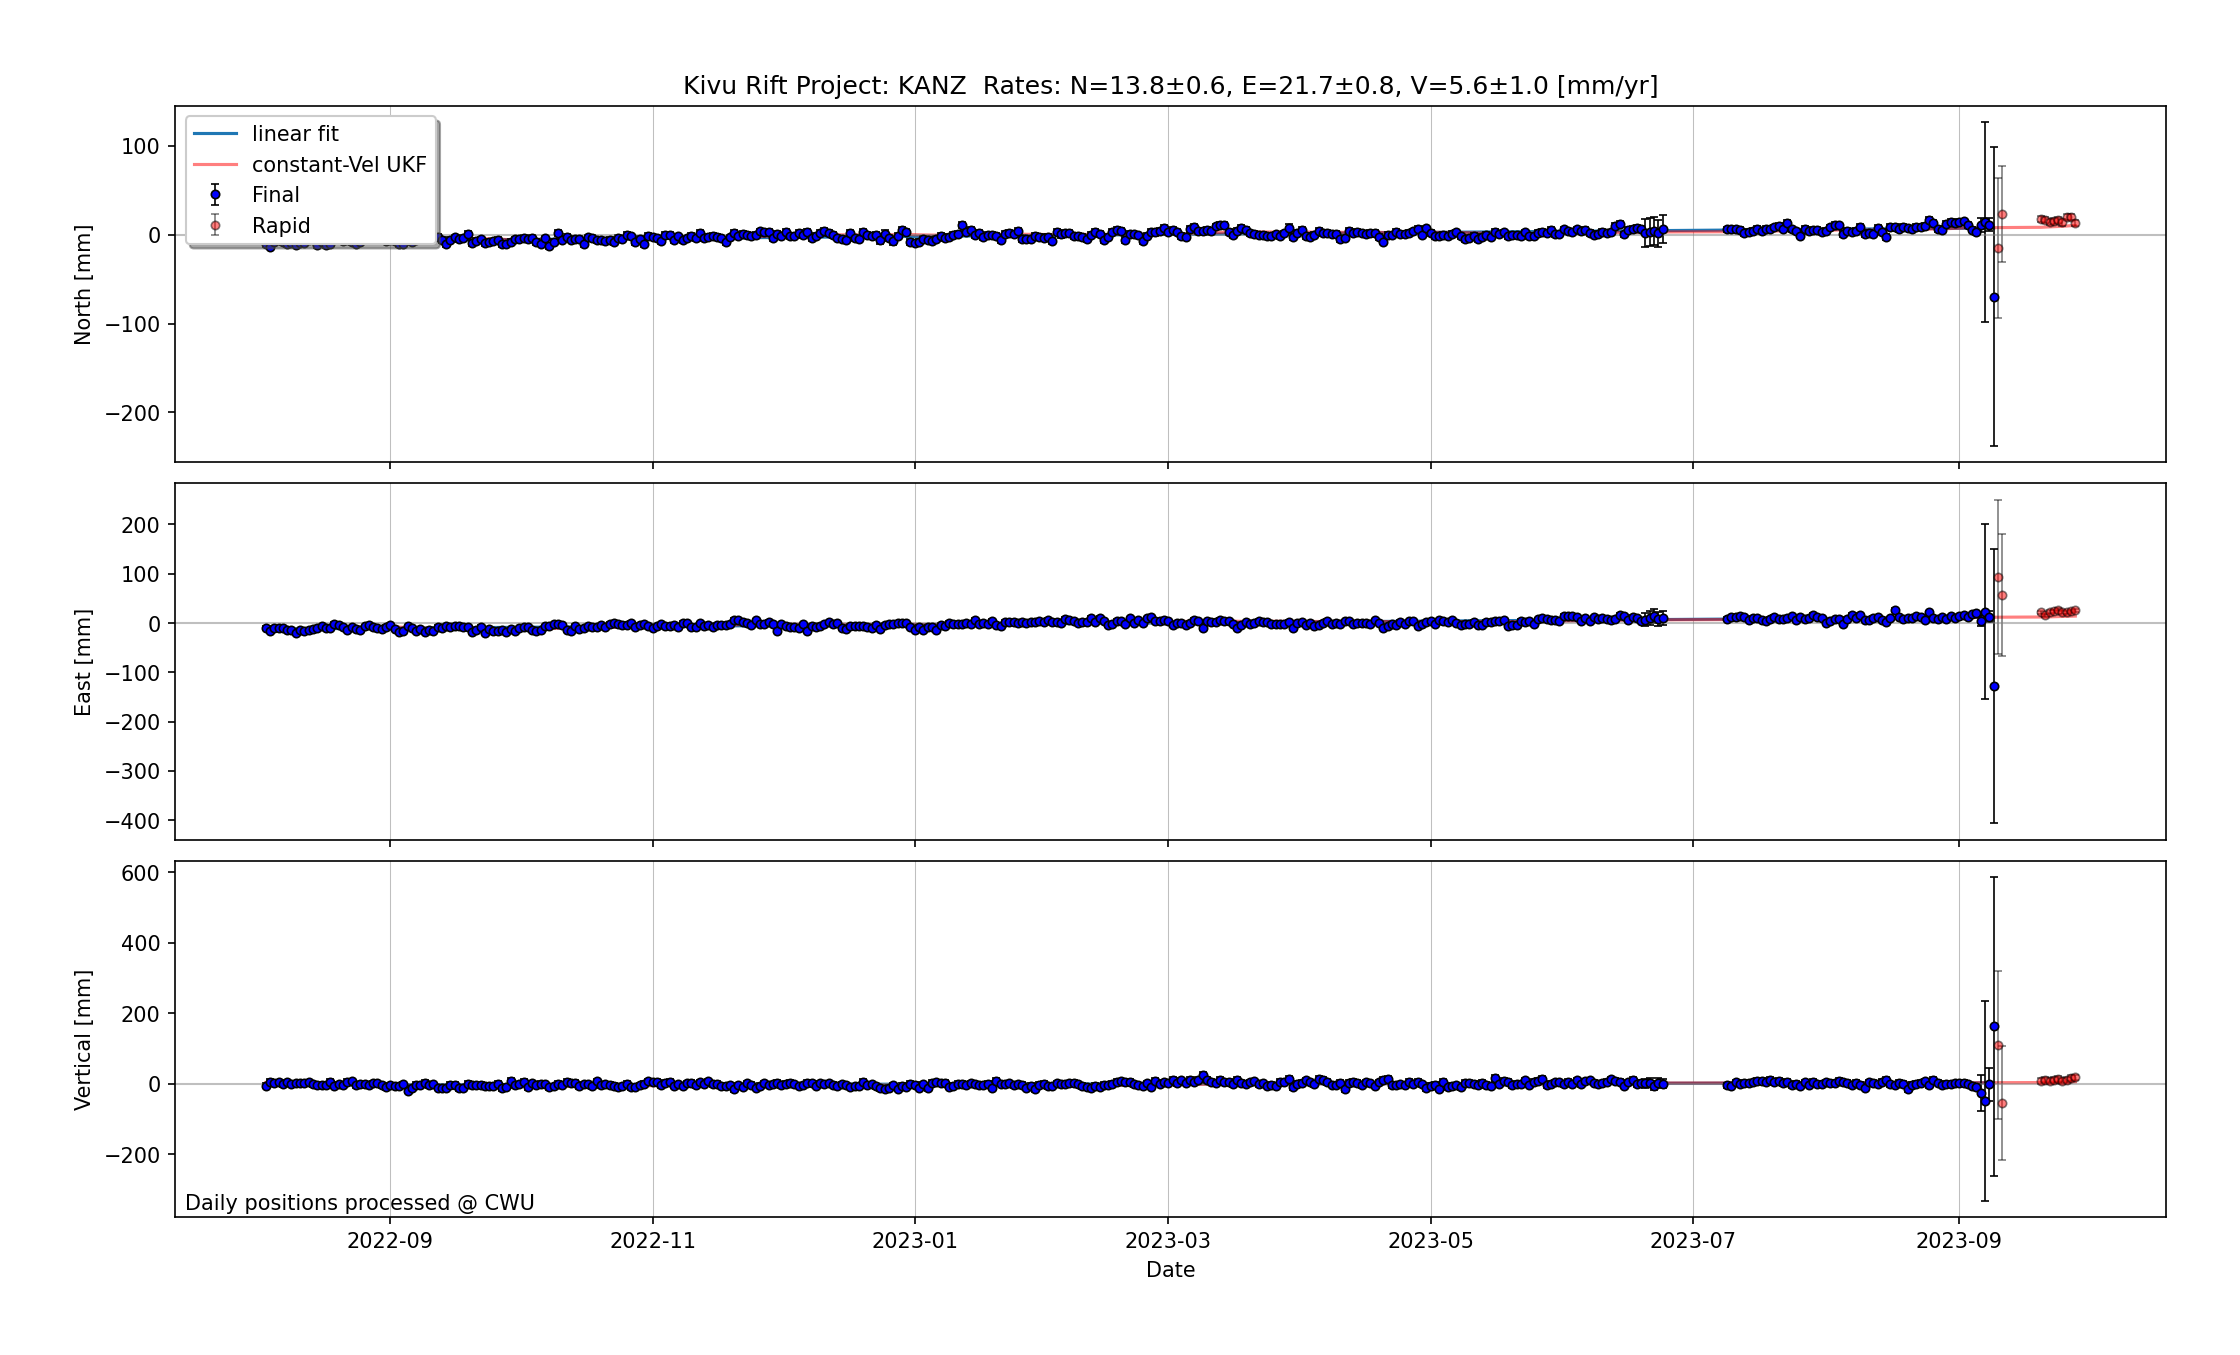 Kivu Rift Project: KANZ  Rates: N=13.8±0.6, E=21.7±0.8, V=5.6±1.0 [mm/yr]
linear fit
constant-Vel UKF
Final
Rapid
North [mm]
100
0
−100
−200
East [mm]
200
100
0
−100
−200
−300
−400
Vertical [mm]
600
400
200
0
−200
Daily positions processed @ CWU
2022-09 2022-11 2023-01 2023-03 2023-05 2023-07 2023-09
Date